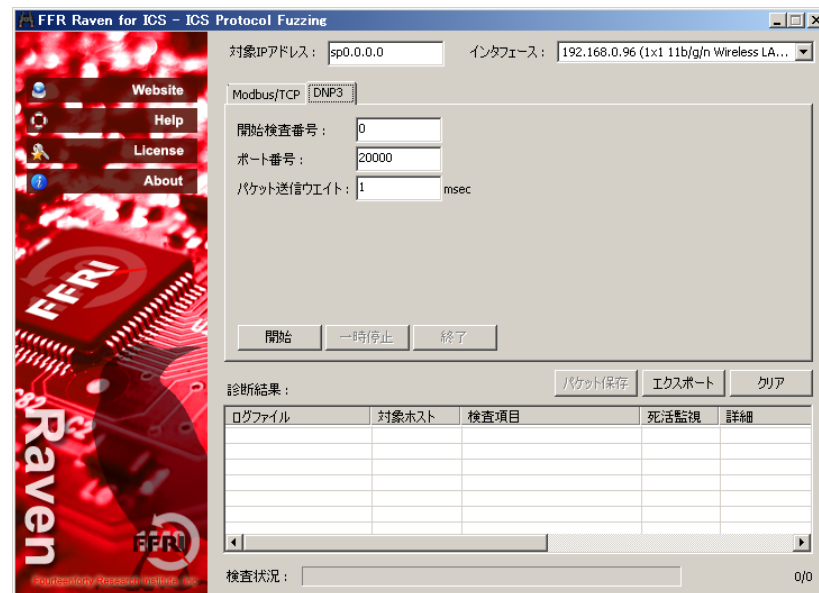 FFR Raven for ICS - ICS Protocol Fuzzing
Website
Help
License
About
FFRI
Raven
FFRI
Fourteenforty Research Institute, Inc.
対象IPアドレス: sp0.0.0.0 インタフェース: 192.168.0.96 (1x1 11b/g/n Wireless LA...
Modbus/TCP DNP3
開始検査番号: 0
ポート番号: 20000
パケット送信ウエイト: 1 msec
開始 一時停止 終了
診断結果: パケット保存 エクスポート クリア
ログファイル 対象ホスト 検査項目 死活監視 詳細
検査状況: 0/0